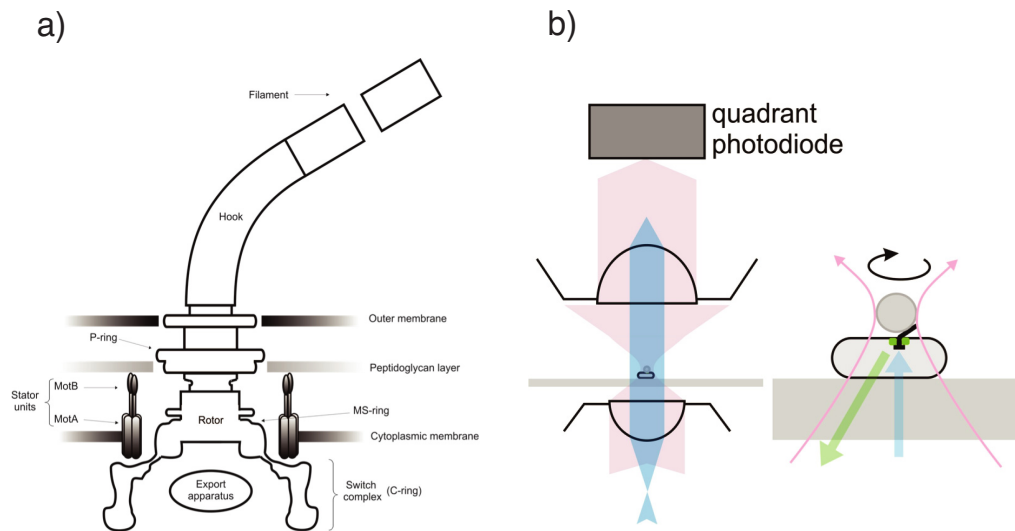 a)
Filament
Hook
Outer membrane
P-ring
Peptidoglycan layer
Stator
units
MotB
MotA
Rotor
MS-ring
Cytoplasmic membrane
Export
apparatus
Switch
complex
(C-ring)
b)
quadrant
photodiode